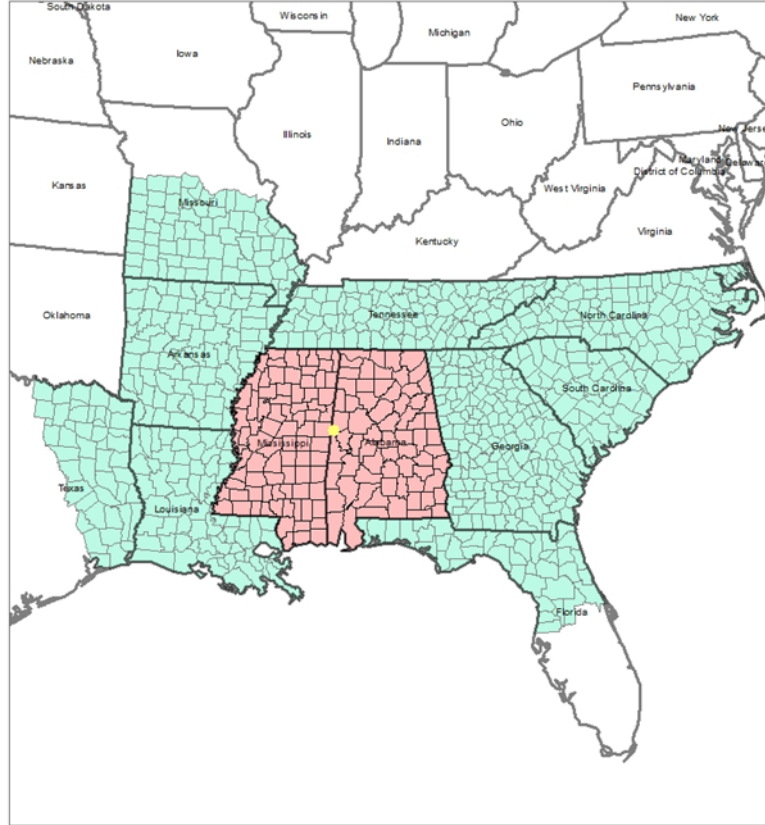 South Dakota
Wisconsin
New York
Michigan
Nebraska
Iowa
Pennsylvania
Ohio
Illinois
Indiana
New Jerse
Maryland
Delaware
District of Columbia
Kansas
West Virginia
Missouri
Virginia
Kentucky
Oklahoma
Tennessee
North Carolina
Arkansas
South Carolina
Mississippi
Alabama
Georgia
Texas
Louisiana
Florida